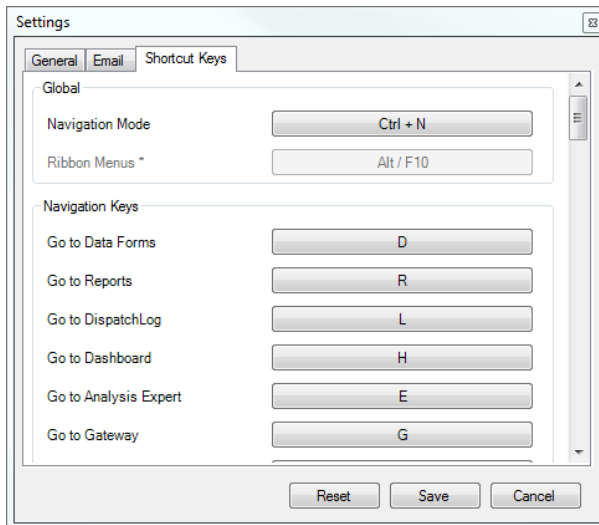 Settings
General Email Shortcut Keys
Global
Navigation Mode Ctrl + N
Ribbon Menus * Alt / F10
Navigation Keys
Go to Data Forms D
Go to Reports R
Go to DispatchLog L
Go to Dashboard H
Go to Analysis Expert E
Go to Gateway G
Reset Save Cancel